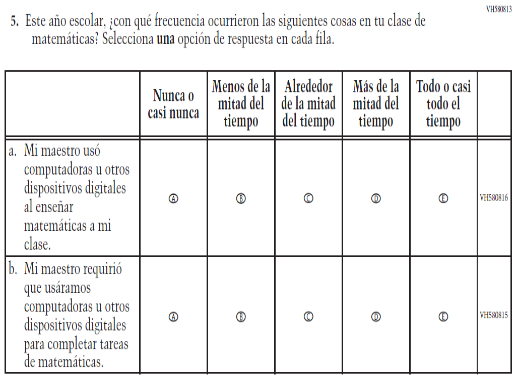 VH580813
5. Este año escolar, ¿con qué frecuencia ocurrieron las siguientes cosas en tu clase de
matemáticas? Selecciona una opción de respuesta en cada fila.
Nunca o
casi nunca
Menos de la
mitad del
tiempo
Alrededor
de la mitad
del tiempo
Más de la
mitad del
tiempo
Todo o casi
todo el
tiempo
a. Mi maestro usó
computadoras u otros
dispositivos digitales
al enseñar
matemáticas a mi
clase.
A B C D E VH580816
b. Mi maestro requirió
que usáramos
computadoras u otros
dispositivos digitales
para completar tareas
de matemáticas.
A B C D E VH580815